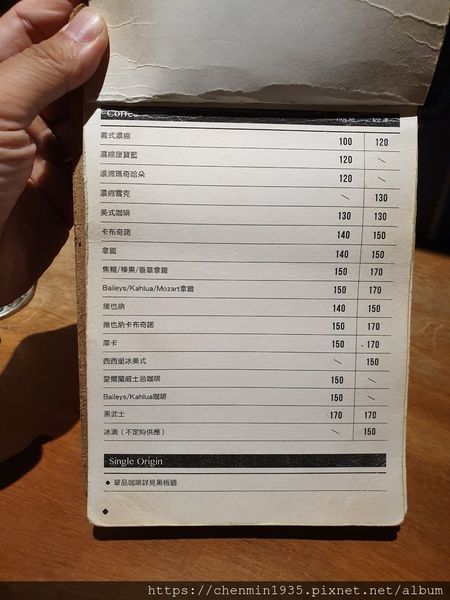 Coffee
義式濃縮 100 120
濃縮康寶藍 120 \
濃縮瑪奇哈朵 120 \
濃縮雪克 \ 130
美式咖啡 130 130
卡布奇諾 140 150
拿鐵 140 150
焦糖/榛果/香草拿鐵 150 170
Baileys/Kahlua/Mozart拿鐵 150 170
維也納 140 150
維也納卡布奇諾 150 170
摩卡 150 170
西西里冰美式 \ 150
愛爾蘭威士忌咖啡 150 \
Baileys/Kahlua咖啡 150 \
黑武士 170 170
冰滴(不定時供應) \ 150
Single Origin
● 單品咖啡詳見黑板牆
https://chenmin1935.pixnet.net/album